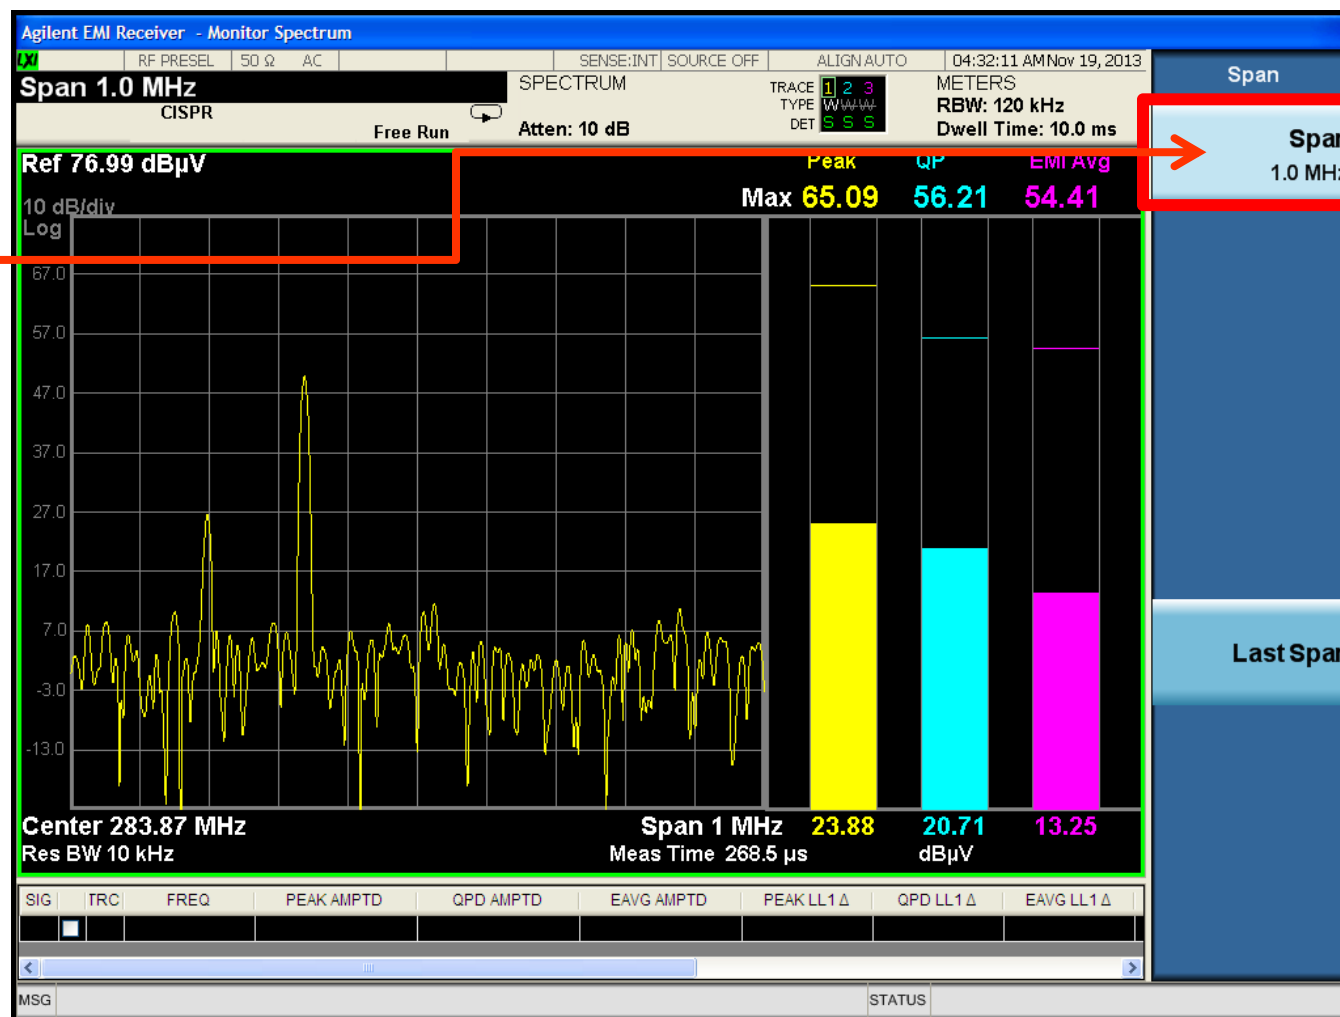 Agilent EMI Receiver - Monitor Spectrum
LXI RF PRESEL 50 Ω AC SENSE:INT SOURCE OFF ALIGN AUTO 04:32:11 AM Nov 19, 2013
Span
Span 1.0 MHz
SPECTRUM
TRACE 1 2 3
METERS
CISPR
TYPE W W W
RBW: 120 kHz
Free Run
Atten: 10 dB
DET S S S
Dwell Time: 10.0 ms
Span
1.0 MHz
Ref 76.99 dBµV
Peak QP EMI Avg
10 dB/div
Max 65.09 56.21 54.41
Log
67.0
57.0
47.0
37.0
27.0
17.0
7.0
-3.0
-13.0
Last Span
Center 283.87 MHz Span 1 MHz 23.88 20.71 13.25
Res BW 10 kHz Meas Time 268.5 µs dBµV
SIG TRC FREQ PEAK AMPTD QPD AMPTD EAVG AMPTD PEAK LL1 Δ QPD LL1 Δ EAVG LL1 Δ
MSG STATUS